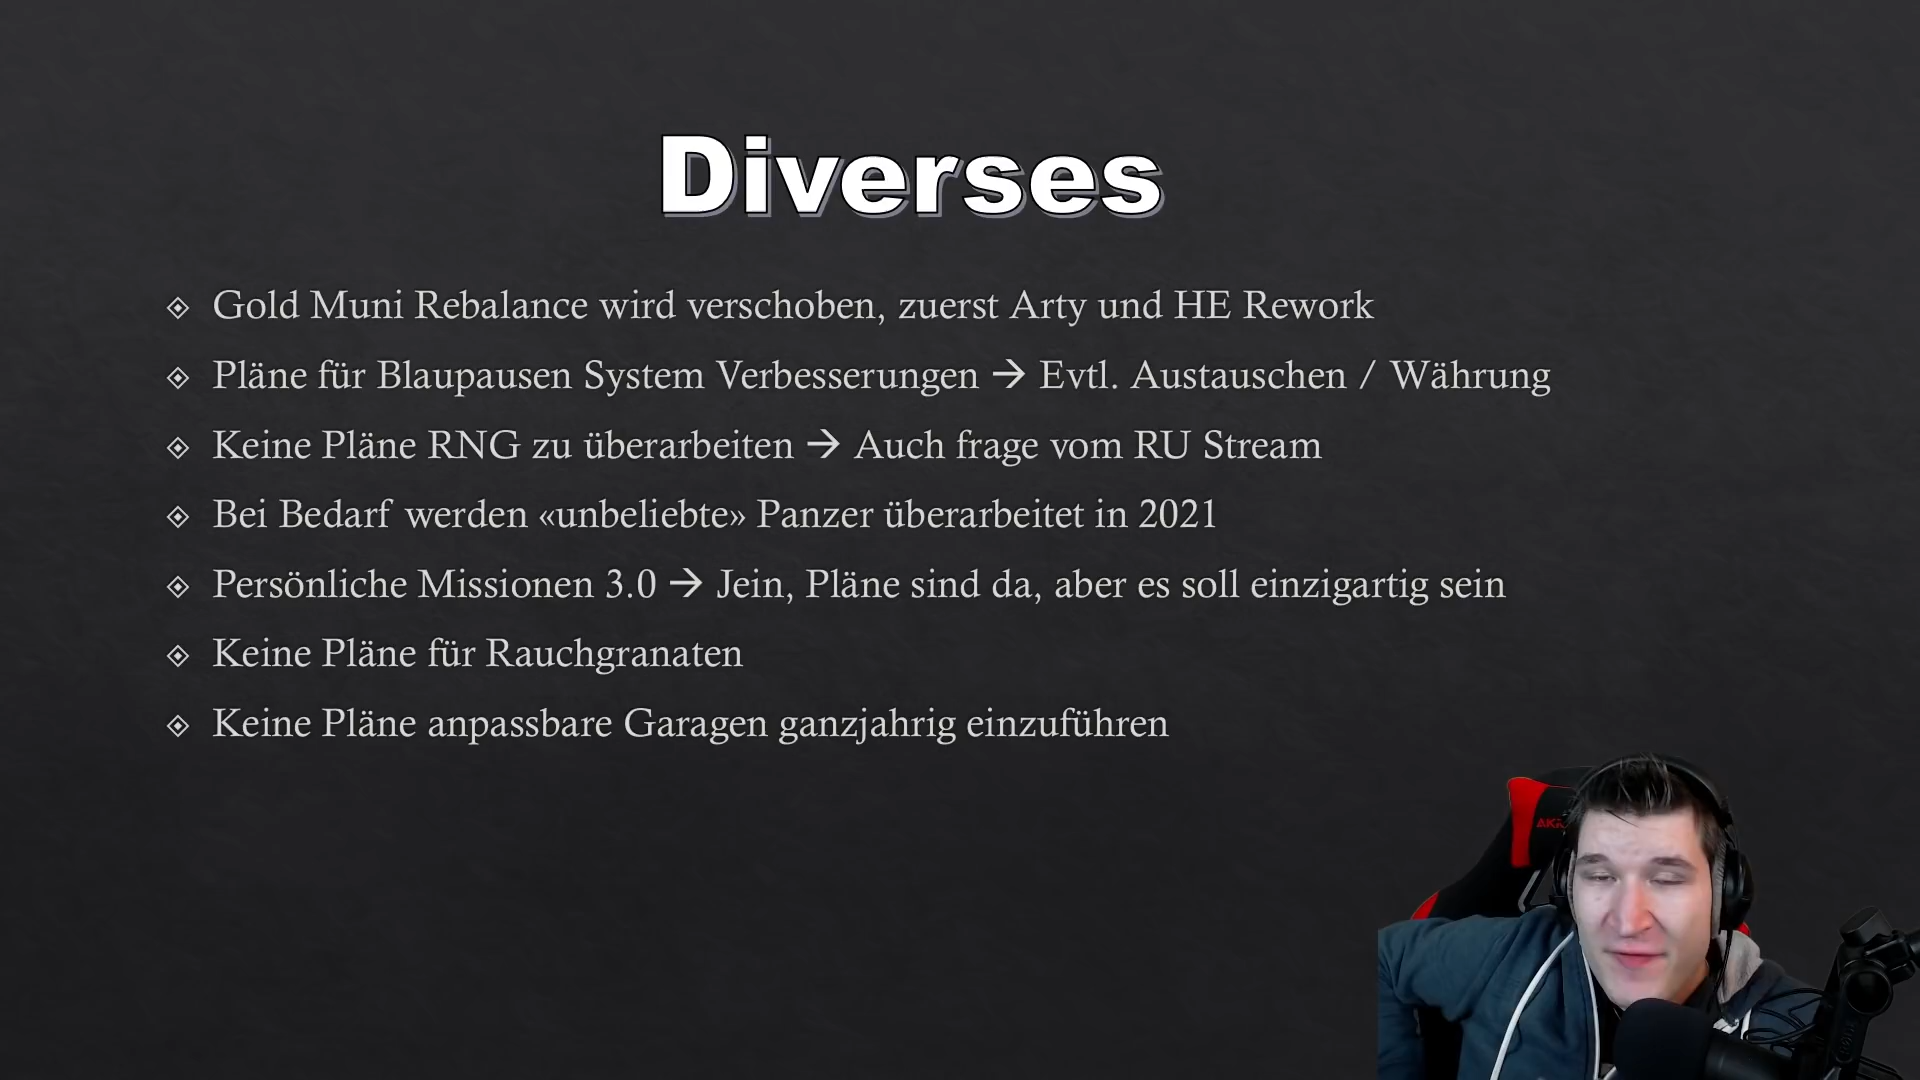 Diverses
Gold Muni Rebalance wird verschoben, zuerst Arty und HE Rework
Pläne für Blaupausen System Verbesserungen → Evtl. Austauschen / Währung
Keine Pläne RNG zu überarbeiten → Auch frage vom RU Stream
Bei Bedarf werden «unbeliebte» Panzer überarbeitet in 2021
Persönliche Missionen 3.0 → Jein, Pläne sind da, aber es soll einzigartig sein
Keine Pläne für Rauchgranaten
Keine Pläne anpassbare Garagen ganzjahrig einzuführen